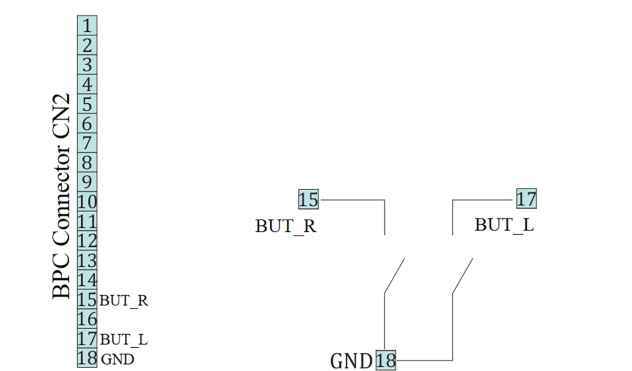 BPC Connector CN2
1
2
3
4
5
6
7
8
9
10
11
12
13
14
15 BUT_R
16
17 BUT_L
18 GND
15
BUT_R
17
BUT_L
GND 18